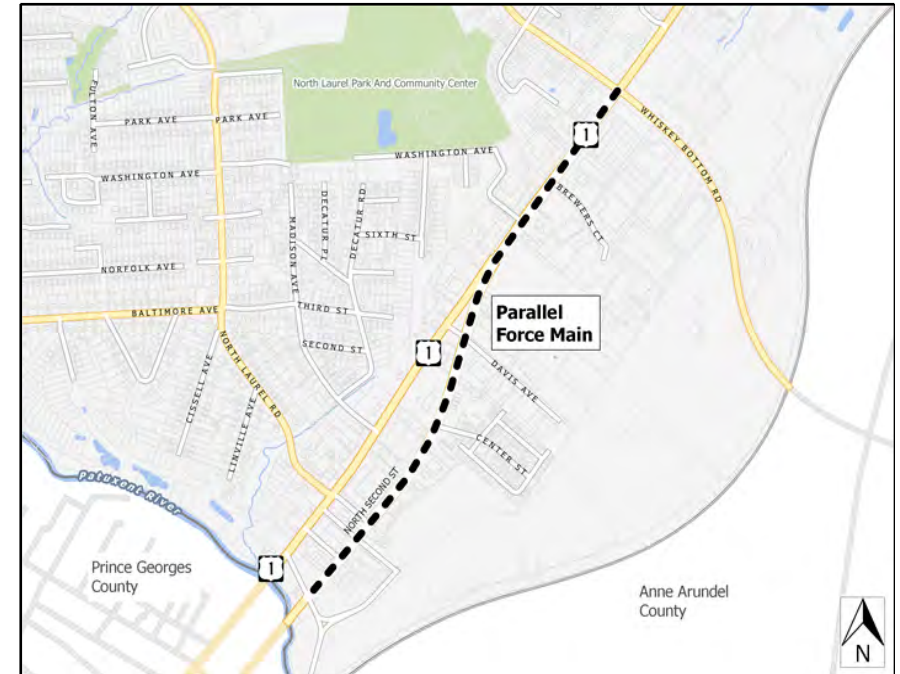 North Laurel Park And Community Center
FULTON AVE
PARK AVE
PARK AVE
1
WHISKEY BOTTOM RD
WASHINGTON AVE
WASHINGTON AVE
BREWERS CT
DECATUR PL
DECATUR RD
MADISON AVE
SIXTH ST
NORFOLK AVE
BALTIMORE AVE
THIRD ST
Parallel
Force Main
SECOND ST
1
NORTH LAUREL RD
CISSELL AVE
DAVIS AVE
LINVILLE AVE
CENTER ST
NORTH SECOND ST
Patuxent River
1
Prince Georges
County
Anne Arundel
County
N